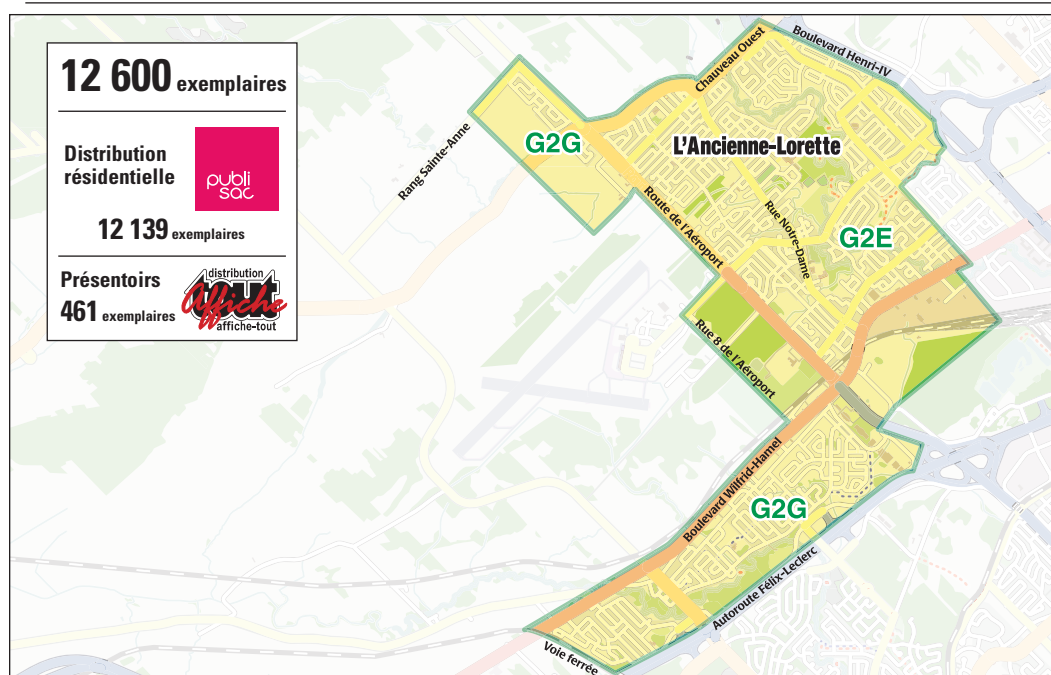 12 600 exemplaires
Distribution
résidentielle
publi
sac
12 139 exemplaires
Présentoirs
461 exemplaires
distribution
tout
Affiche
affiche-tout
Boulevard Henri-IV
Chauveau Ouest
Rang Sainte-Anne
G2G
L'Ancienne-Lorette
Route de l'Aéroport
Rue Notre-Dame
G2E
Rue 8 de l'Aéroport
Boulevard Wilfrid-Hamel
G2G
Autoroute Félix-Leclerc
Voie ferrée